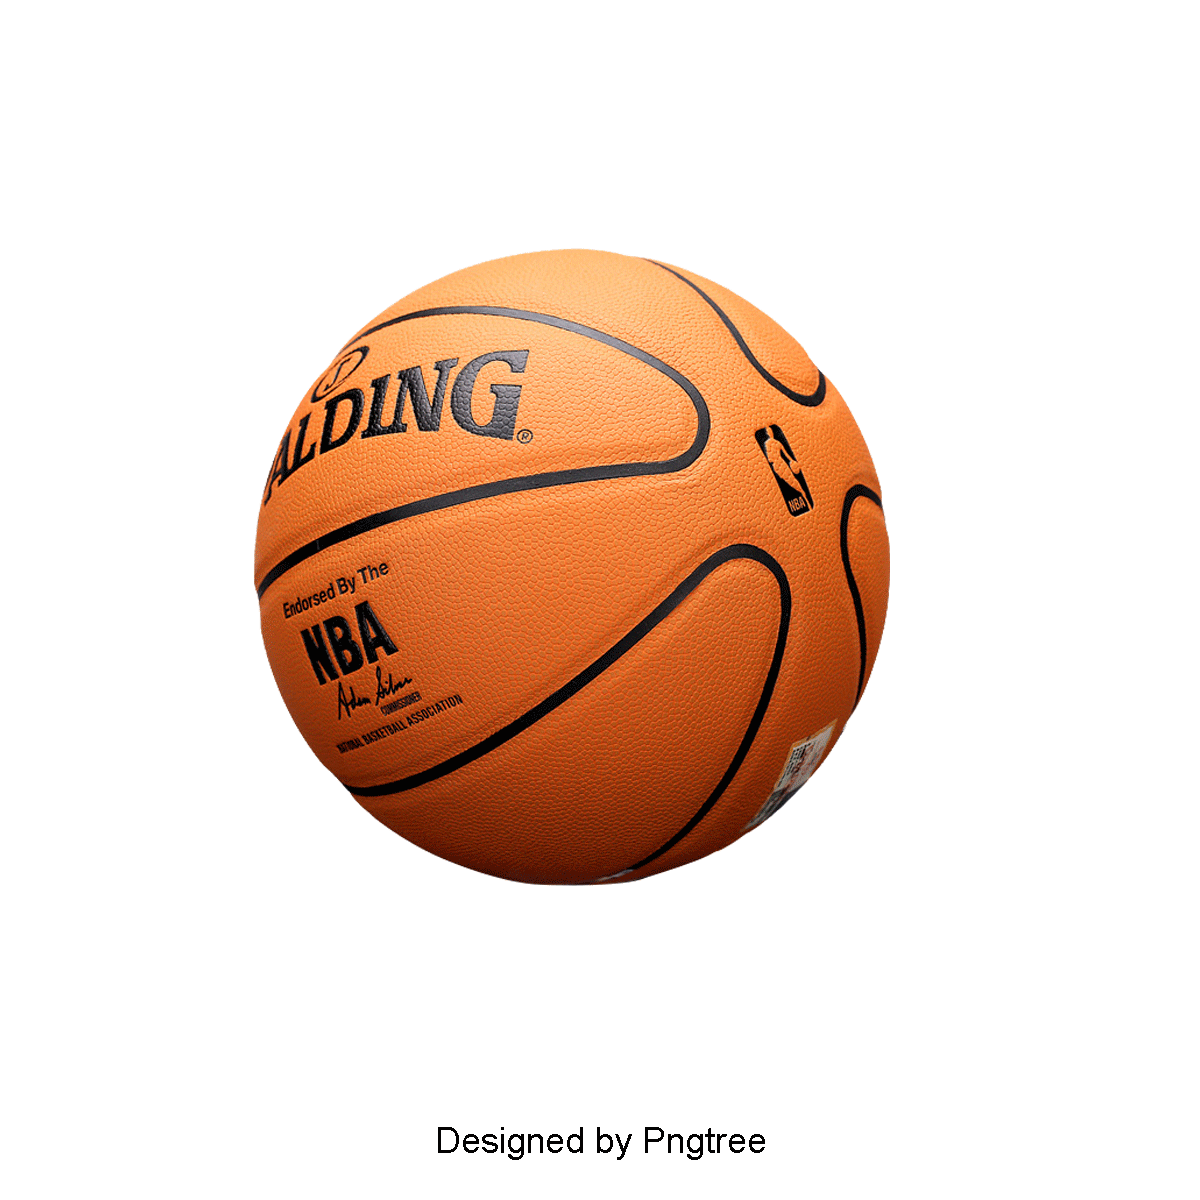 ALDING
®
Endorsed By The
NBA
Adam Silver
COMMISSIONER
NATIONAL BASKETBALL ASSOCIATION
NBA
Designed by Pngtree